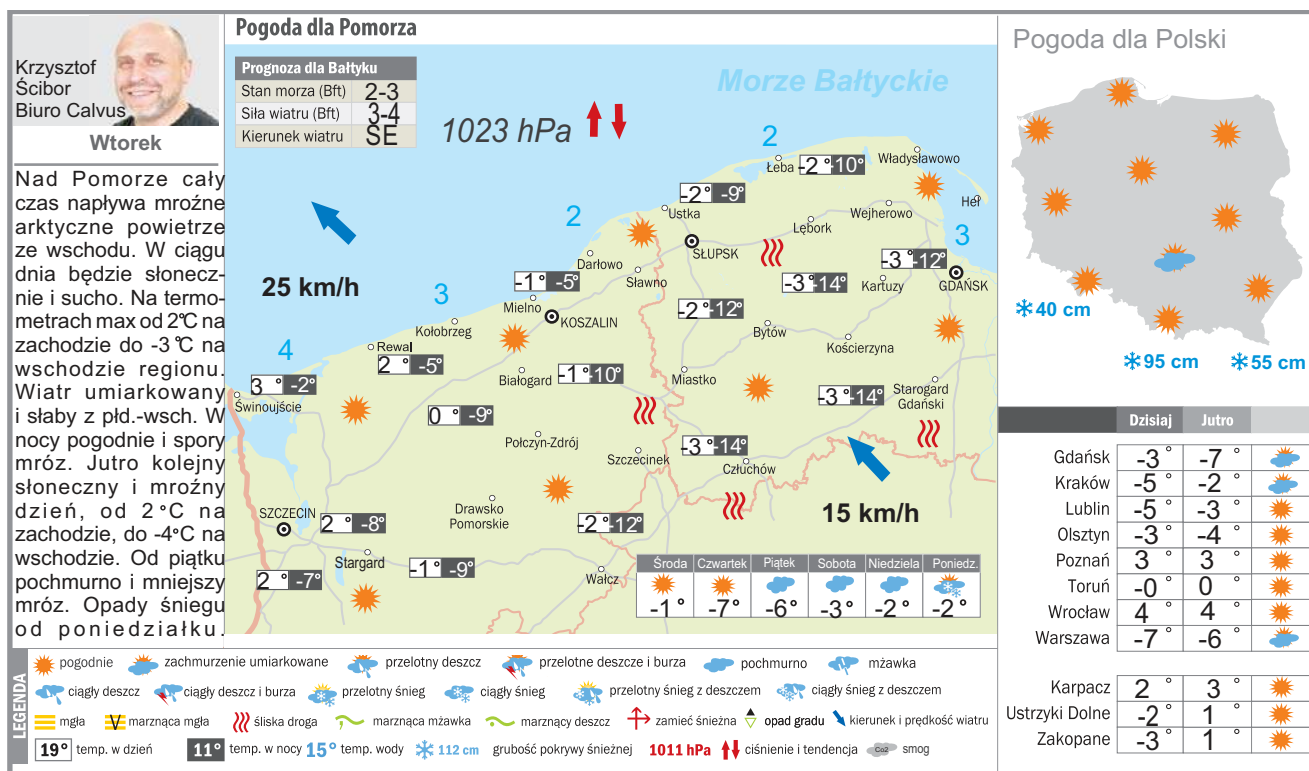 Krzysztof
Ścibor
Biuro Calvus
Wtorek
Nad Pomorze cały
czas napływa mroźne
arktyczne powietrze
ze wschodu. W ciągu
dnia będzie słonecz-
nie i sucho. Na termo-
metrach max od 2°C na
zachodzie do -3 °C na
wschodzie regionu.
Wiatr umiarkowany
i słaby z płd.-wsch. W
nocy pogodnie i spory
mróz. Jutro kolejny
słoneczny i mroźny
dzień, od 2 °C na
zachodzie, do -4°C na
wschodzie. Od piątku
pochmurno i mniejszy
mróz. Opady śniegu
od poniedziałku.
Pogoda dla Pomorza
Prognoza dla Bałtyku
Stan morza (Bft) 2-3
Siła wiatru (Bft) 3-4
Kierunek wiatru SE
1023 hPa
Morze Bałtyckie
2
Łeba -2° -10°
Władysławowo
-2° -9°
Ustka
Hel
Wejherowo
Lębork
2
3
SŁUPSK
Darłowo
-3° -12°
GDAŃSK
25 km/h
-1° -5°
Sławno
-3° -14°
Kartuzy
3
Mielno
KOSZALIN
-2° -12°
Bytów
Kołobrzeg
Kościerzyna
4
Rewal
2° -5°
Białogard
-1° -10°
Miastko
3° -2°
Świnoujście
Starogard
Gdański
-3° -14°
0° -9°
Połczyn-Zdrój
-3° -14°
Szczecinek
Człuchów
SZCZECIN
2° -8°
Drawsko
Pomorskie
-2° -12°
15 km/h
Stargard
-1° -9°
2° -7°
Wałcz
Środa Czwartek Piątek Sobota Niedziela Poniedz.
-1° -7° -6° -3° -2° -2°
Pogoda dla Polski
40 cm
95 cm
55 cm
Dzisiaj Jutro
Gdańsk -3° -7°
Kraków -5° -2°
Lublin -5° -3°
Olsztyn -3° -4°
Poznań 3° 3°
Toruń -0° 0°
Wrocław 4° 4°
Warszawa -7° -6°
Karpacz 2° 3°
Ustrzyki Dolne -2° 1°
Zakopane -3° 1°
LEGENDA
pogodnie zachmurzenie umiarkowane przelotny deszcz przelotne deszcze i burza pochmurno mżawka
ciągły deszcz ciągły deszcz i burza przelotny śnieg ciągły śnieg przelotny śnieg z deszczem ciągły śnieg z deszczem
mgła marznąca mgła śliska droga marznąca mżawka marznący deszcz zamieć śnieżna opad gradu kierunek i prędkość wiatru
19° temp. w dzień 11° temp. w nocy 15° temp. wody 112 cm grubość pokrywy śnieżnej 1011 hPa ciśnienie i tendencja Co2 smog